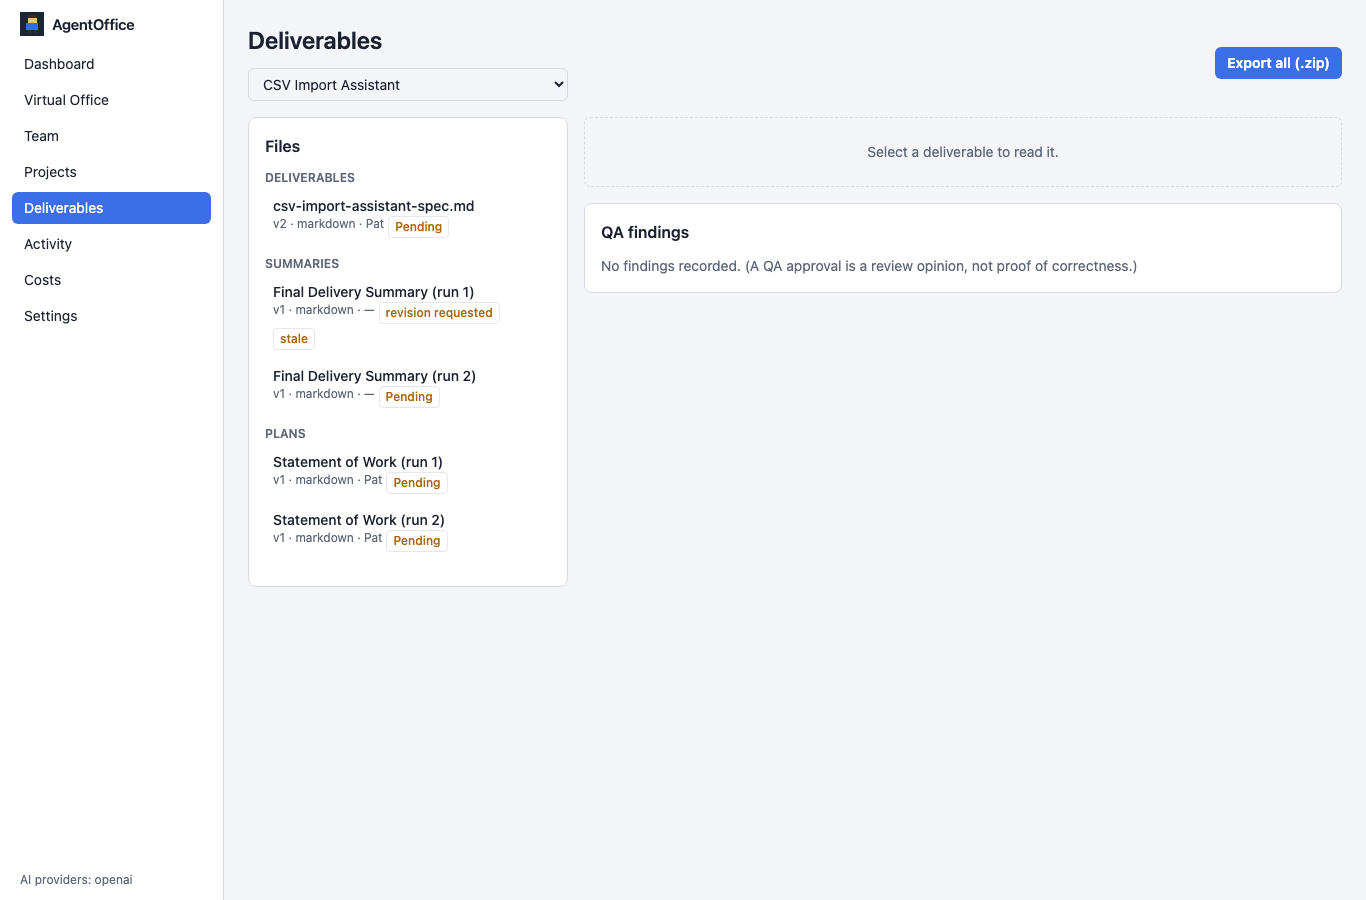 AgentOffice
Dashboard
Virtual Office
Team
Projects
Deliverables
Activity
Costs
Settings
AI providers: openai
Deliverables
CSV Import Assistant
Export all (.zip)
Files
DELIVERABLES
csv-import-assistant-spec.md
v2 · markdown · Pat Pending
SUMMARIES
Final Delivery Summary (run 1)
v1 · markdown · — revision requested
stale
Final Delivery Summary (run 2)
v1 · markdown · — Pending
PLANS
Statement of Work (run 1)
v1 · markdown · Pat Pending
Statement of Work (run 2)
v1 · markdown · Pat Pending
Select a deliverable to read it.
QA findings
No findings recorded. (A QA approval is a review opinion, not proof of correctness.)